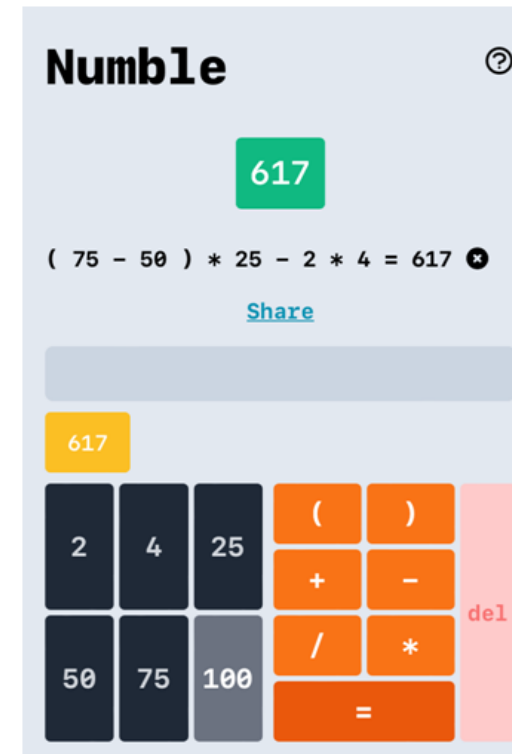 Numble
617
( 75 - 50 ) * 25 - 2 * 4 = 617
Share
617
2 4 25 ( )
+ -
del
50 75 100 / *
=